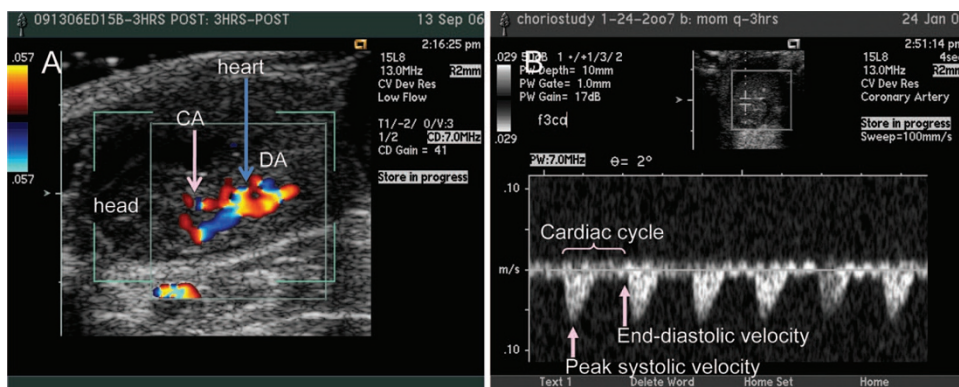 091306ED15B-3HRS POST: 3HRS-POST
13 Sep 06
2:16:25 pm
15L8
13.0MHz R2mm
CV Dev Res
Low Flow
T1/-2/ 0/V:3
1/2 CD:7.0MHz
CD Gain = 41
Store in progress
.057
.057
A
heart
CA
DA
head
choriostudy 1-24-2oo7 b: mom q-3hrs
24 Jan 0
2:51:14 pm
15L8 4sec
13.0MHz R2mm
CV Dev Res
Coronary Artery
Store in progress
Sweep=100mm/s
.029
.029
B
1 +/+1/3/ 2
PW Depth= 10mm
PW Gate= 1.0mm
PW Gain= 17dB
f3ca
PW:7.0MHz
Θ= 2°
.10
m/s
.10
Cardiac cycle
End-diastolic velocity
Peak systolic velocity
Text 1
Delete Word
Home Set
Home